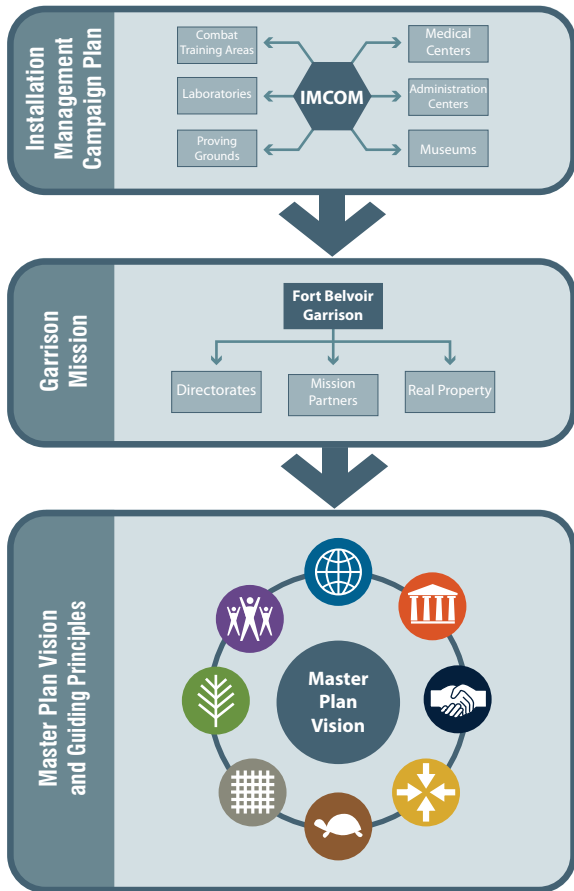 Installation
Management
Campaign Plan
Combat
Training Areas
Laboratories
Proving
Grounds
IMCOM
Medical
Centers
Administration
Centers
Museums
Garrison
Mission
Fort Belvoir
Garrison
Directorates
Mission
Partners
Real Property
Master Plan Vision
and Guiding Principles
Master
Plan
Vision